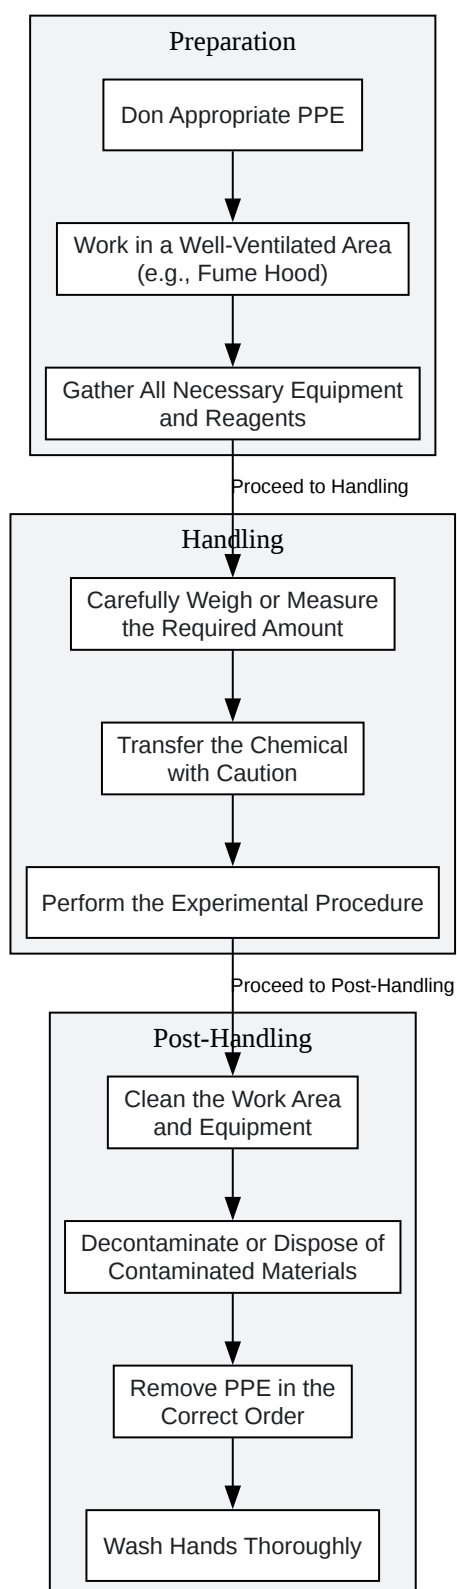 Preparation
Don Appropriate PPE
Work in a Well-Ventilated Area
(e.g., Fume Hood)
Gather All Necessary Equipment
and Reagents
Proceed to Handling
Handling
Carefully Weigh or Measure
the Required Amount
Transfer the Chemical
with Caution
Perform the Experimental Procedure
Proceed to Post-Handling
Post-Handling
Clean the Work Area
and Equipment
Decontaminate or Dispose of
Contaminated Materials
Remove PPE in the
Correct Order
Wash Hands Thoroughly